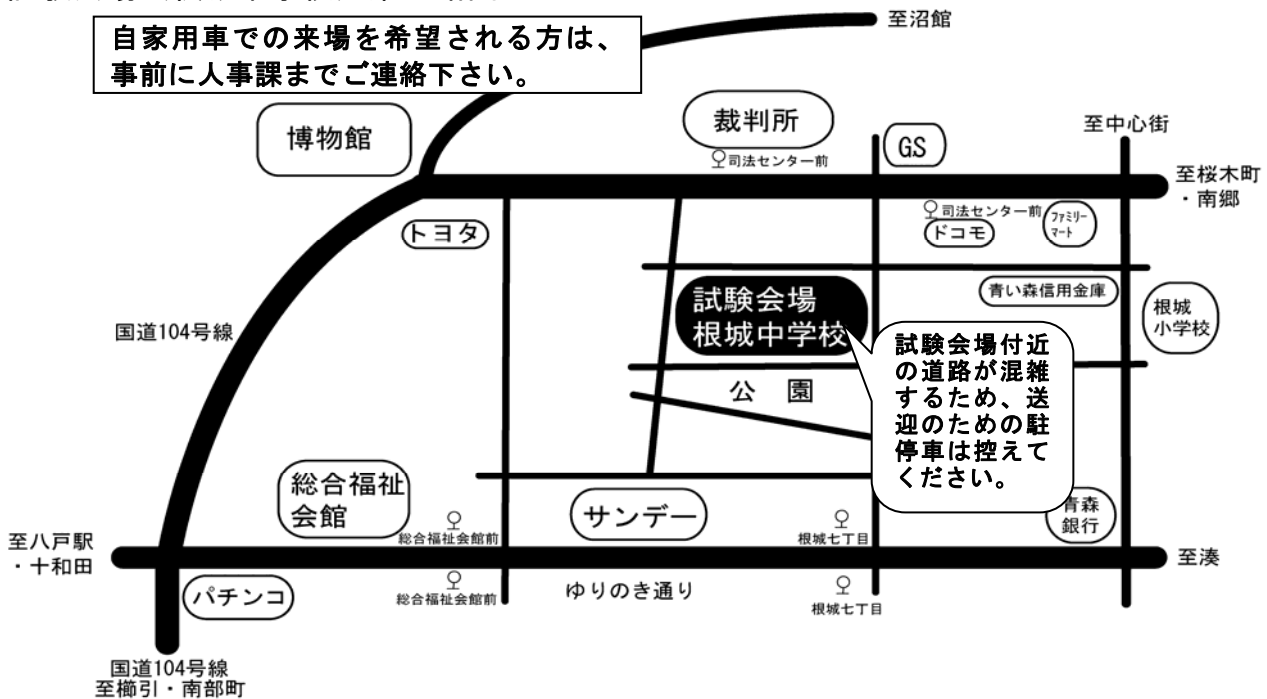 至沼館
自家用車での来場を希望される方は、
事前に人事課までご連絡下さい。
博物館
裁判所
司法センター前
GS
至中心街
至桜木町
・南郷
トヨタ
司法センター前
ドコモ
ファミリー
マート
青い森信用金庫
根城
小学校
国道104号線
試験会場
根城中学校
試験会場付近
の道路が混雑
するため、送
迎のための駐
停車は控えて
ください。
公園
総合福祉
会館
総合福祉会館前
サンデー
根城七丁目
青森
銀行
至八戸駅
・十和田
至湊
パチンコ
総合福祉会館前
ゆりのき通り
根城七丁目
国道104号線
至櫛引・南部町